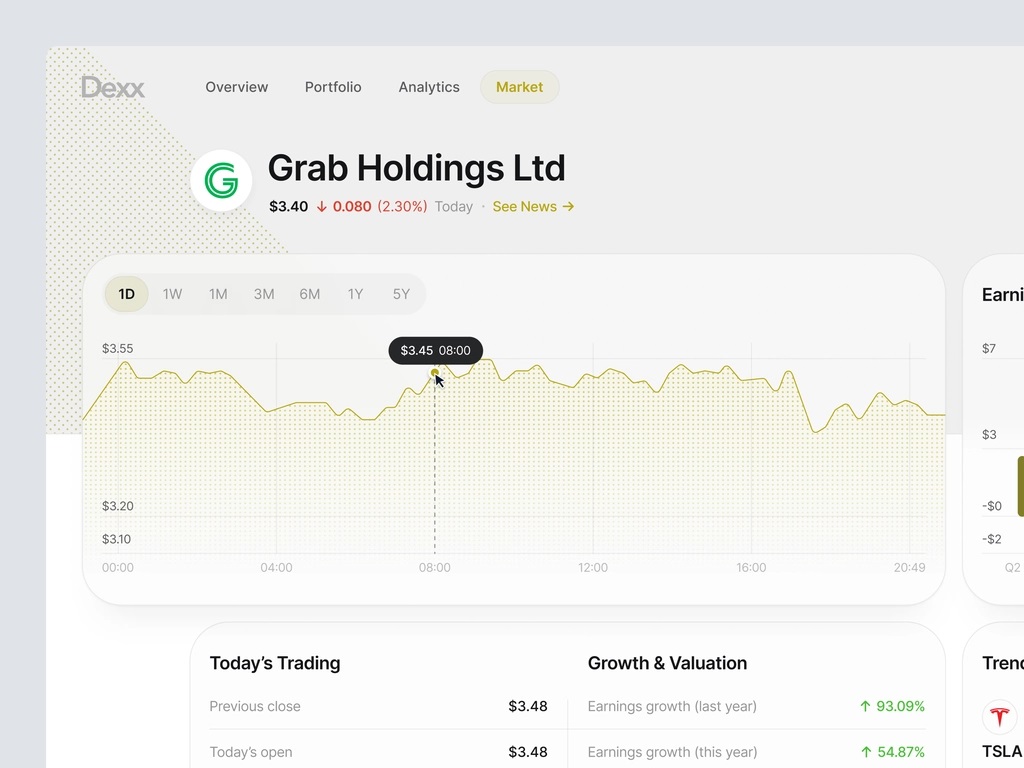 Dexx
Overview Portfolio Analytics Market
Grab Holdings Ltd
$3.40 ↓ 0.080 (2.30%) Today · See News →
1D 1W 1M 3M 6M 1Y 5Y
$3.55
$3.45 08:00
$3.20
$3.10
00:00 04:00 08:00 12:00 16:00 20:49
Earni
$7
$3
-$0
-$2
Q2
Today’s Trading
Previous close $3.48
Today’s open $3.48
Growth & Valuation
Earnings growth (last year) ↑ 93.09%
Earnings growth (this year) ↑ 54.87%
Trend
TSLA